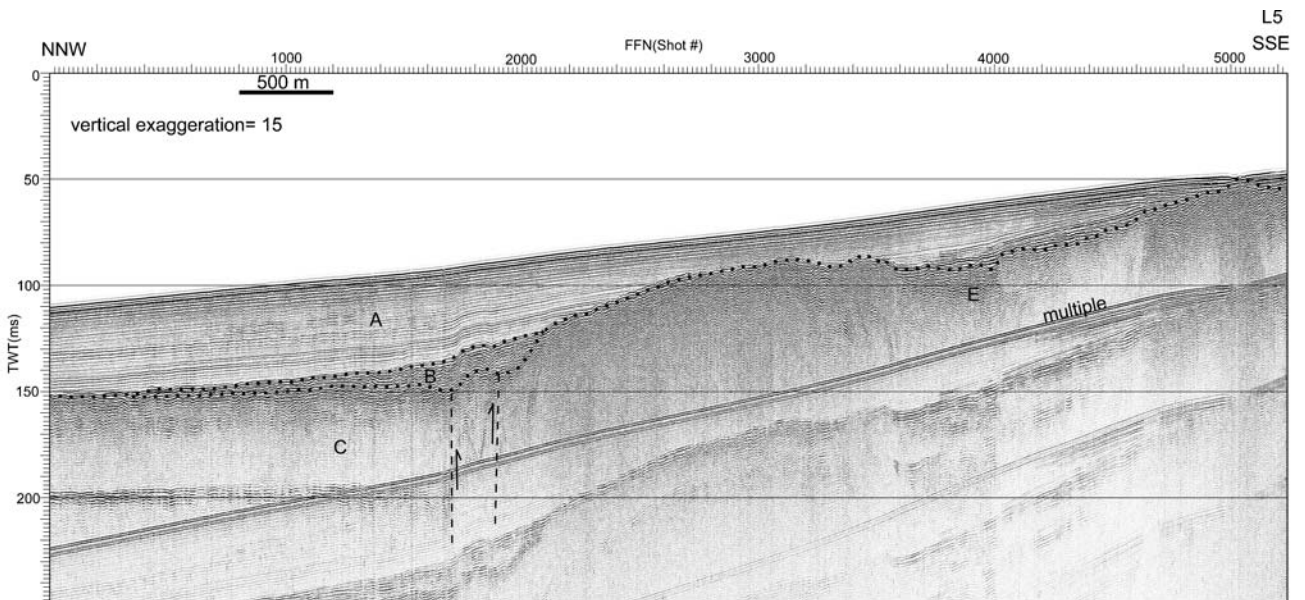 L5
NNW FFN(Shot #) SSE
1000 2000 3000 4000 5000
0
500 m
vertical exaggeration= 15
50
100
E
multiple
A
TWT(ms)
B
150
C
200